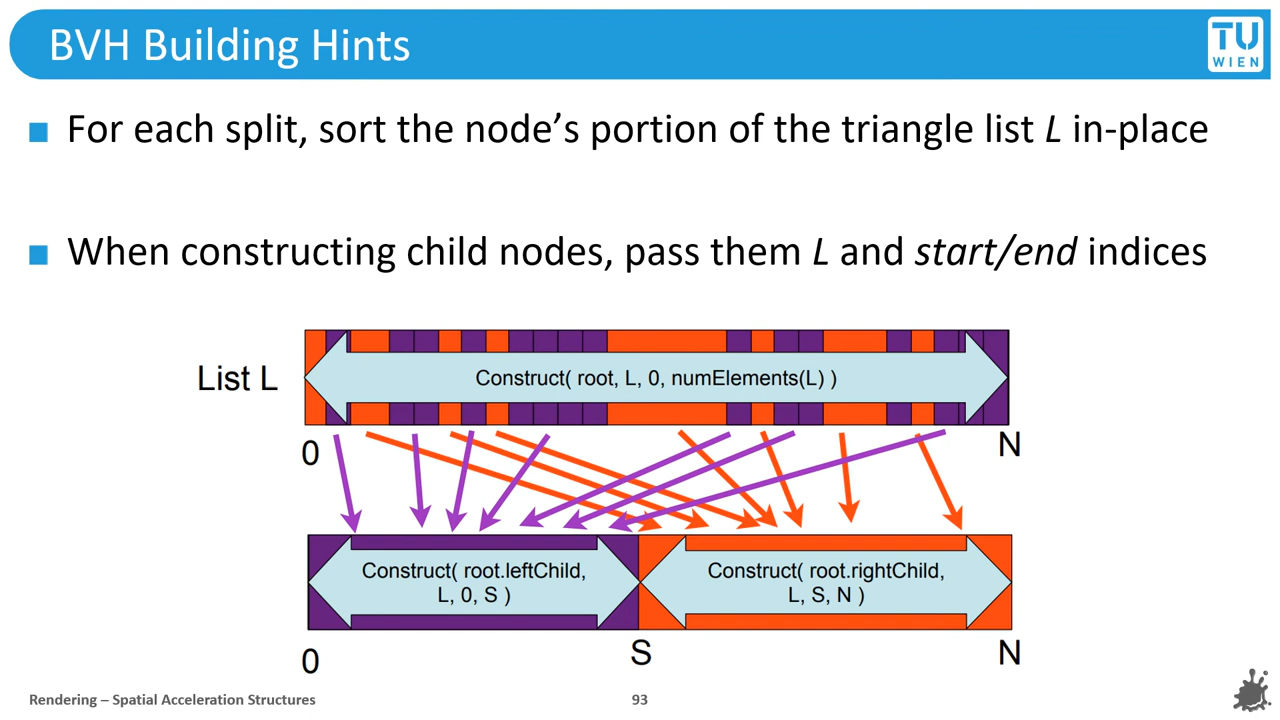 BVH Building Hints
TU
WIEN
For each split, sort the node’s portion of the triangle list L in-place
When constructing child nodes, pass them L and start/end indices
List L
Construct( root, L, 0, numElements(L) )
0
N
Construct( root.leftChild,
L, 0, S )
Construct( root.rightChild,
L, S, N )
0
S
N
Rendering – Spatial Acceleration Structures
93